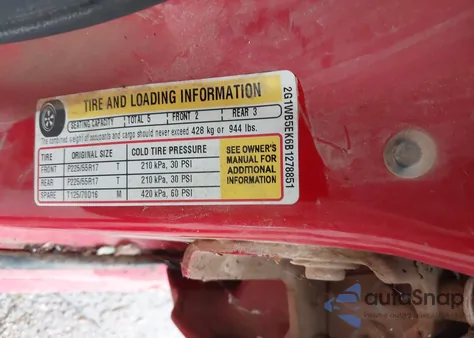 TIRE AND LOADING INFORMATION
SEATING CAPACITY TOTAL 5 FRONT 2 REAR 3
The combined weight of occupants and cargo should never exceed 428 kg or 944 lbs.
TIRE ORIGINAL SIZE COLD TIRE PRESSURE
FRONT P225/55R17 T 210 kPa, 30 PSI
REAR P225/55R17 T 210 kPa, 30 PSI
SPARE T125/70D16 M 420 kPa, 60 PSI
SEE OWNER'S
MANUAL FOR
ADDITIONAL
INFORMATION
2G1WB5EK6B1278851
autoSnap